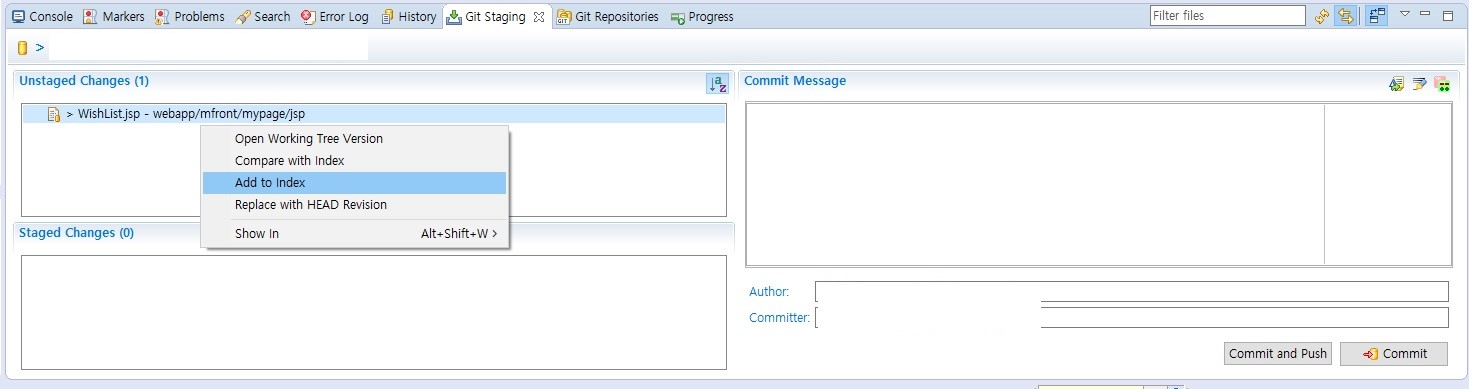 Console Markers Problems Search Error Log History Git Staging Git Repositories Progress Filter files
>
Unstaged Changes (1)
> WishList.jsp - webapp/mfront/mypage/jsp
Open Working Tree Version
Compare with Index
Add to Index
Replace with HEAD Revision
Show In Alt+Shift+W >
Staged Changes (0)
Commit Message
Author:
Committer:
Commit and Push Commit